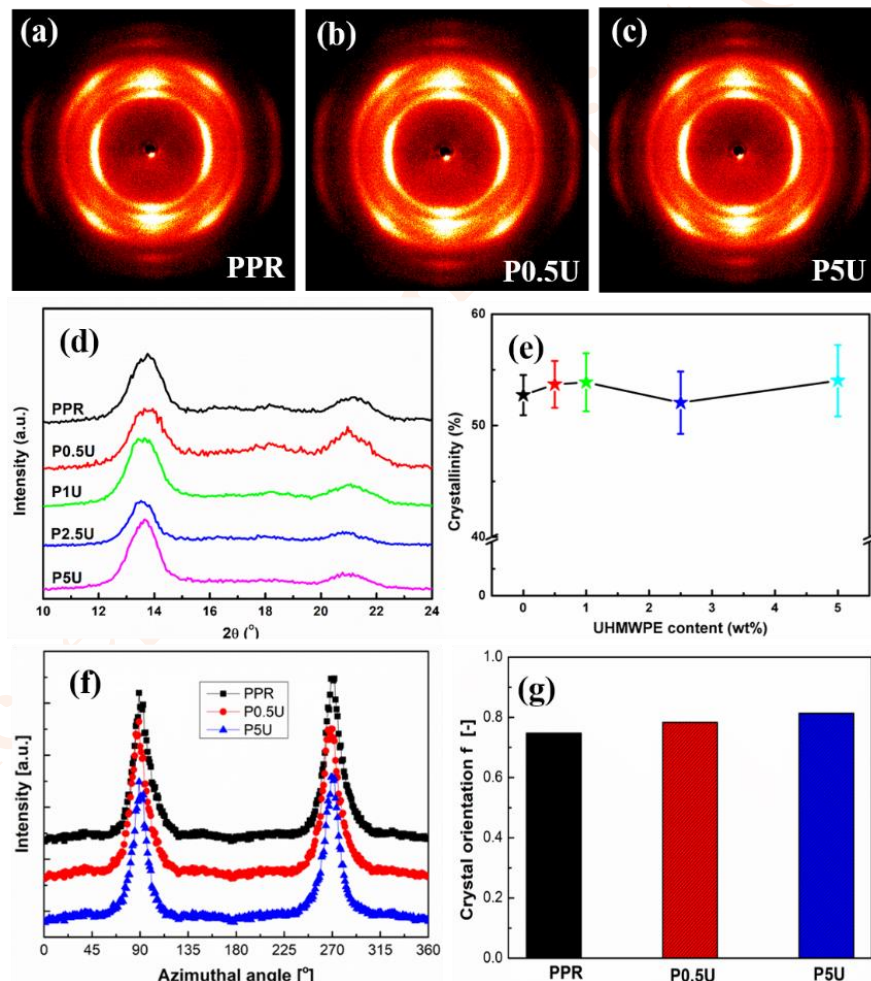 (a)
(b)
(c)
PPR
P0.5U
P5U
(d)
PPR
P0.5U
P1U
P2.5U
P5U
Intensity (a.u.)
10 12 14 16 18 20 22 24
2θ (°)
(e)
60
50
40
0
Crystallinity (%)
0 1 2 3 4 5
UHMWPE content (wt%)
(f)
PPR
P0.5U
P5U
Intensity [a.u.]
0 45 90 135 180 225 270 315 360
Azimuthal angle [°]
(g)
1.0
0.8
0.6
0.4
0.2
0.0
Crystal orientation f [-]
PPR P0.5U P5U